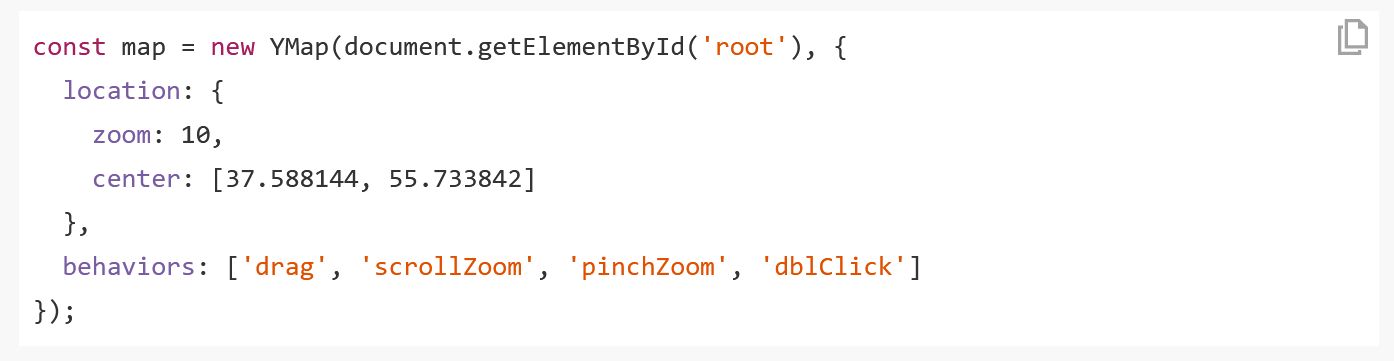 const map = new YMap(document.getElementById('root'), {
  location: {
    zoom: 10,
    center: [37.588144, 55.733842]
  },
  behaviors: ['drag', 'scrollZoom', 'pinchZoom', 'dblClick']
});